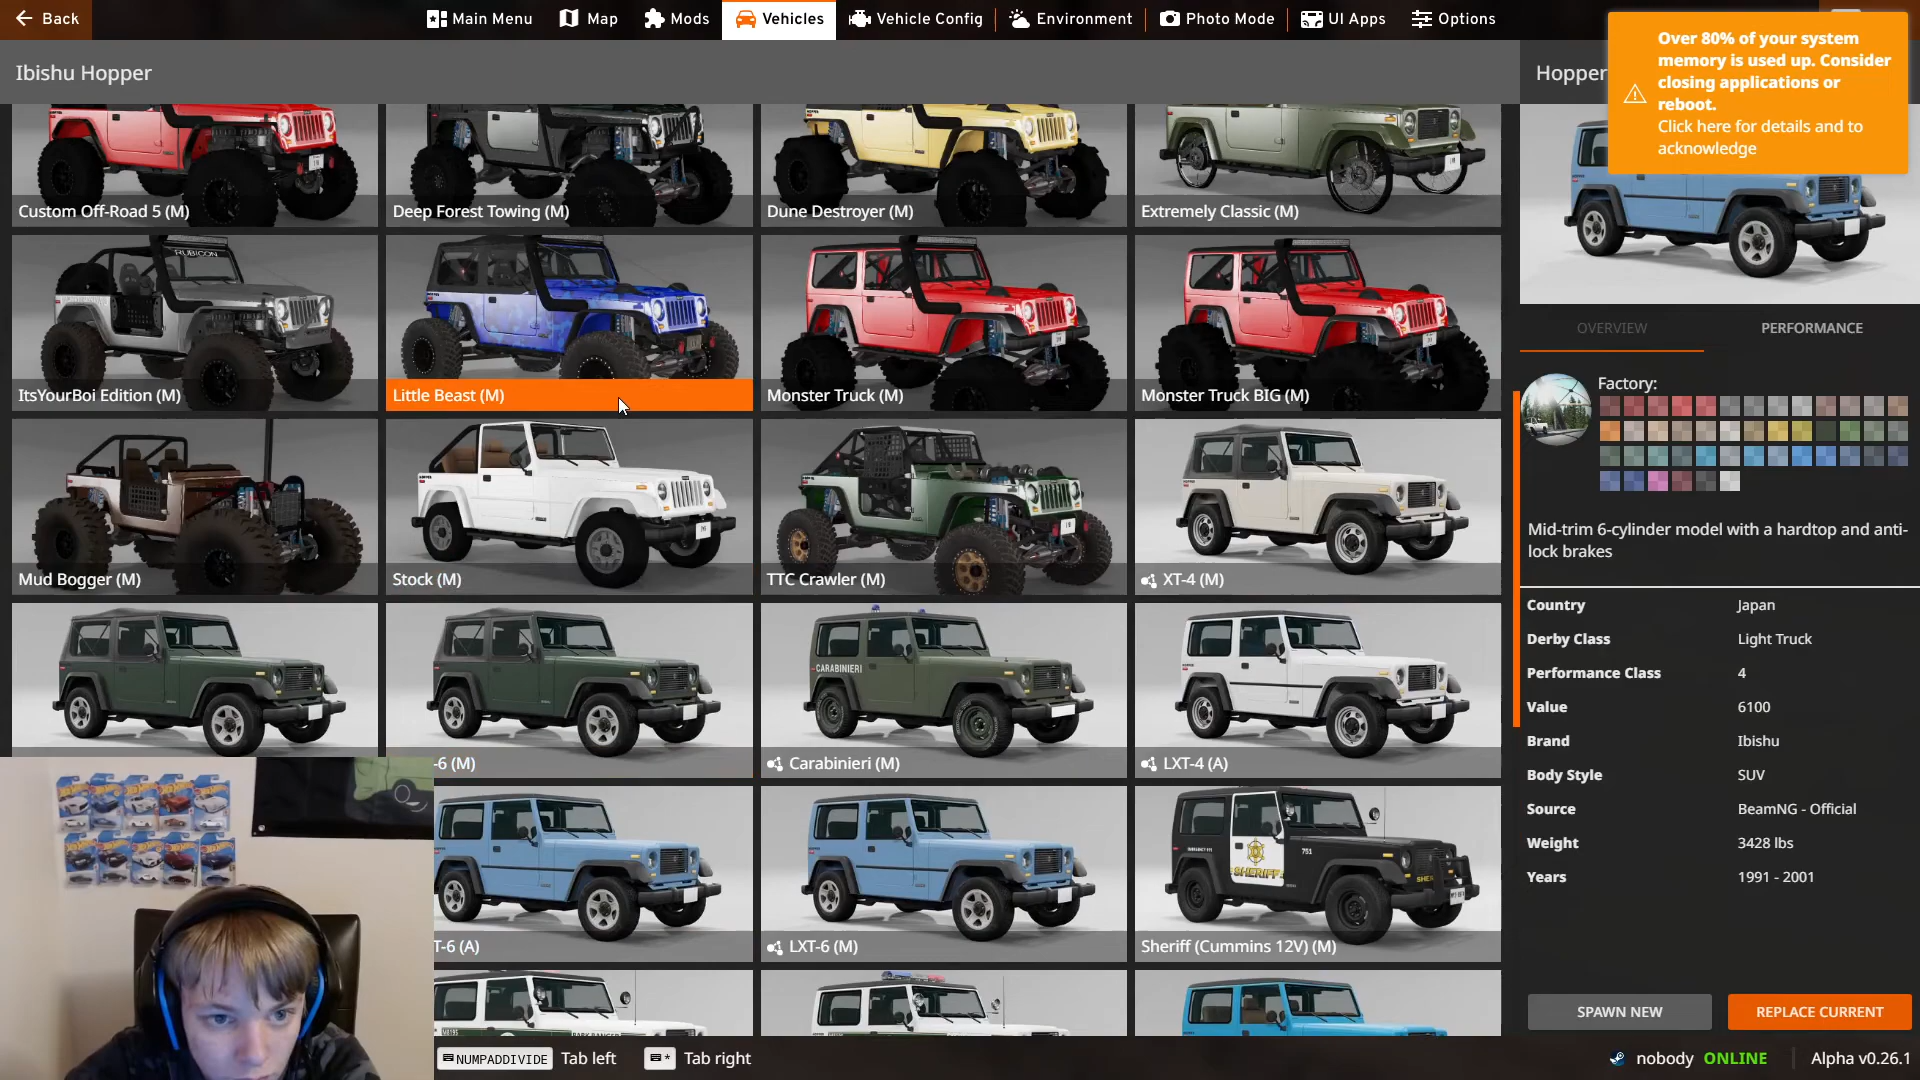 Back
Main Menu
Map
Mods
Vehicles
Vehicle Config
Environment
Photo Mode
UI Apps
Options
Over 80% of your system
memory is used up. Consider
closing applications or
reboot.
Click here for details and to
acknowledge
Ibishu Hopper
Hopper
Custom Off-Road 5 (M)
Deep Forest Towing (M)
Dune Destroyer (M)
Extremely Classic (M)
RUBICON
ItsYourBoi Edition (M)
Little Beast (M)
Monster Truck (M)
Monster Truck BIG (M)
Mud Bogger (M)
Stock (M)
TTC Crawler (M)
XT-4 (M)
CARABINIERI
-6 (M)
Carabinieri (M)
LXT-4 (A)
751
SHERIFF
T-6 (A)
LXT-6 (M)
Sheriff (Cummins 12V) (M)
OVERVIEW
PERFORMANCE
Factory:
Mid-trim 6-cylinder model with a hardtop and anti-
lock brakes
Country Japan
Derby Class Light Truck
Performance Class 4
Value 6100
Brand Ibishu
Body Style SUV
Source BeamNG - Official
Weight 3428 lbs
Years 1991 - 2001
SPAWN NEW
REPLACE CURRENT
NUMPADDIVIDE Tab left
* Tab right
nobody ONLINE
Alpha v0.26.1